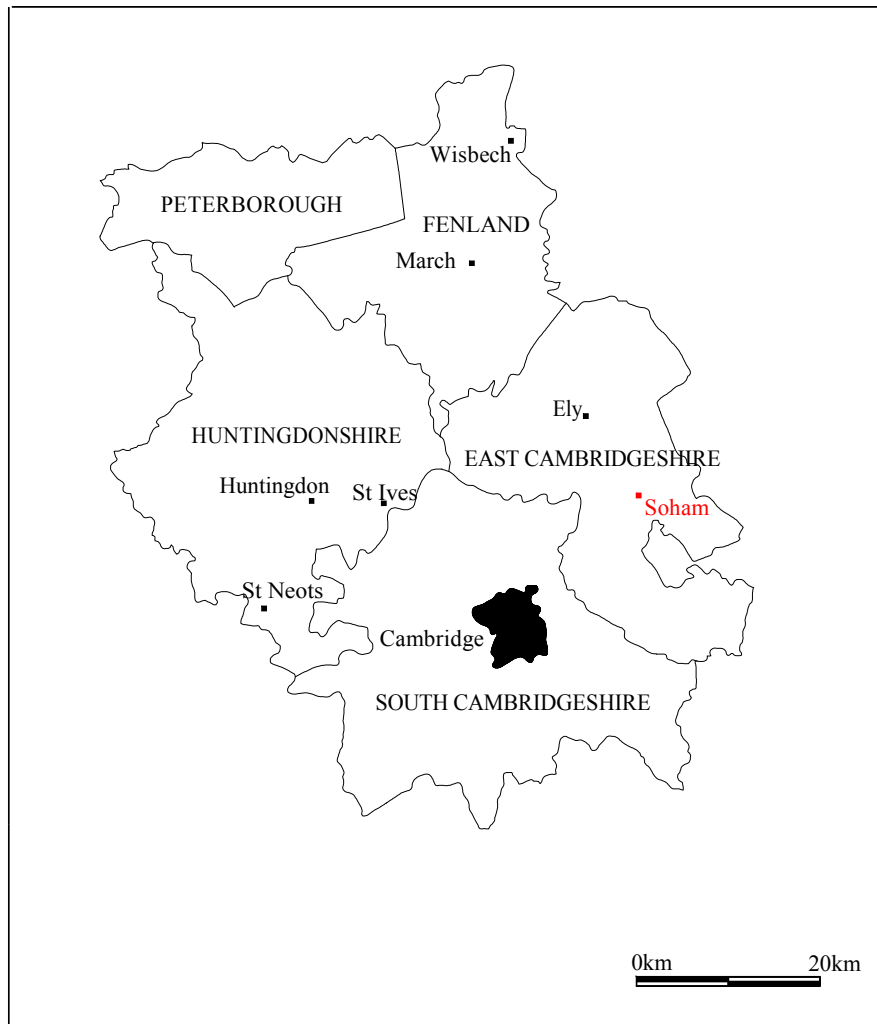 Wisbech
PETERBOROUGH
FENLAND
March
Ely
HUNTINGDONSHIRE
EAST CAMBRIDGESHIRE
Huntingdon
St Ives
Soham
St Neots
Cambridge
SOUTH CAMBRIDGESHIRE
0km
20km